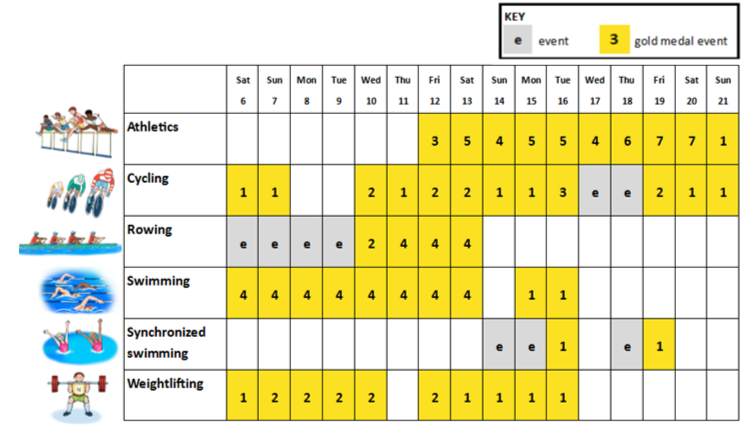 KEY
e event 3 gold medal event
Sat Sun Mon Tue Wed Thu Fri Sat Sun Mon Tue Wed Thu Fri Sat Sun
6 7 8 9 10 11 12 13 14 15 16 17 18 19 20 21
Athletics
3 5 4 5 5 4 6 7 7 1
Cycling
1 1 2 1 2 2 1 1 3 e e 2 1 1
Rowing
e e e e 2 4 4 4
Swimming
4 4 4 4 4 4 4 4 1 1
Synchronized
swimming
e e 1 e 1
Weightlifting
1 2 2 2 2 2 1 1 1 1